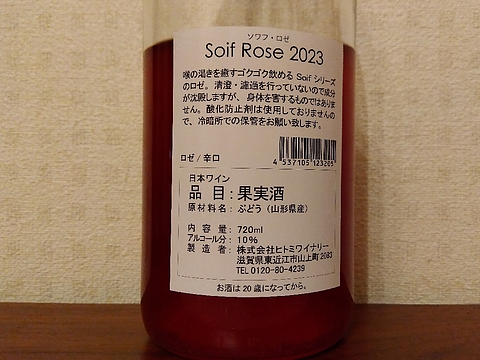 ソワフ・ロゼ
Soif Rose 2023
喉の渇きを癒すゴクゴク飲める Soif シリーズ
のロゼ。清澄・濾過を行っていないので成分
が沈殿しますが、身体を害するものではありま
せん。酸化防止剤は使用しておりませんの
で、冷暗所での保管をお願い致します。
ロゼ/辛口
4 537105 123205
日本ワイン
品 目:果実酒
原材料名:ぶどう(山形県産)
内 容 量:720ml
アルコール分:10%
製 造 者:株式会社ヒトミワイナリー
滋賀県東近江市山上町2083
TEL 0120-80-4239
お酒は20歳になってから。